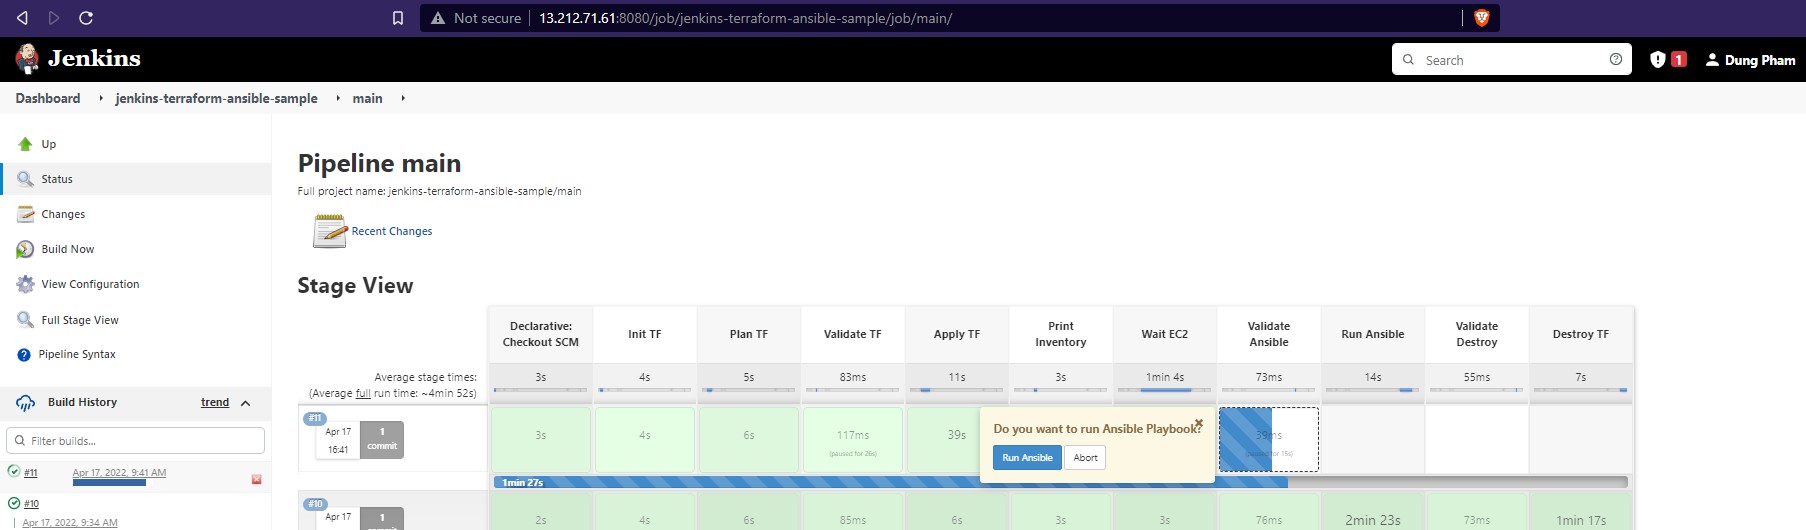 Not secure
13.212.71.61:8080/job/jenkins-terraform-ansible-sample/job/main/
Jenkins
Search
1
Dung Pham
Dashboard
jenkins-terraform-ansible-sample
main
Up
Status
Changes
Build Now
View Configuration
Full Stage View
Pipeline Syntax
Build History
trend
Filter builds...
#11
Apr 17, 2022, 9:41 AM
#10
Apr 17, 2022, 9:34 AM
Pipeline main
Full project name: jenkins-terraform-ansible-sample/main
Recent Changes
Stage View
Declarative:
Checkout SCM
Init TF
Plan TF
Validate TF
Apply TF
Print
Inventory
Wait EC2
Validate
Ansible
Run Ansible
Validate
Destroy
Destroy TF
Average stage times:
(Average full run time: ~4min 52s)
3s
4s
5s
83ms
11s
3s
1min 4s
73ms
14s
55ms
7s
#11
Apr 17
16:41
1
commit
3s
4s
6s
117ms
(paused for 26s)
39s
Do you want to run Ansible Playbook?
Run Ansible
Abort
39ms
(paused for 15s)
1min 27s
#10
Apr 17
1
commit
2s
4s
6s
85ms
6s
3s
3s
76ms
2min 23s
73ms
1min 17s